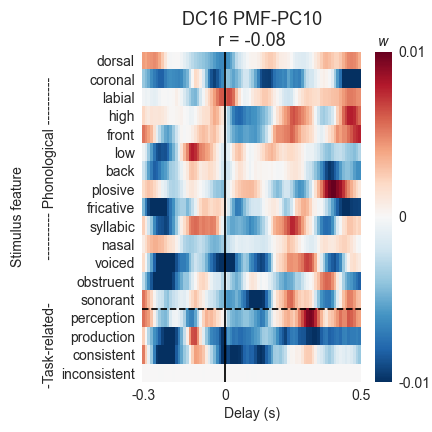 DC16 PMF-PC10
r = -0.08
w
dorsal
coronal
labial
high
front
low
back
plosive
fricative
syllabic
nasal
voiced
obstruent
sonorant
perception
production
consistent
inconsistent
Stimulus feature
-Task-related- ---------- Phonological ----------
0.01
0
-0.01
-0.3 0 0.5
Delay (s)